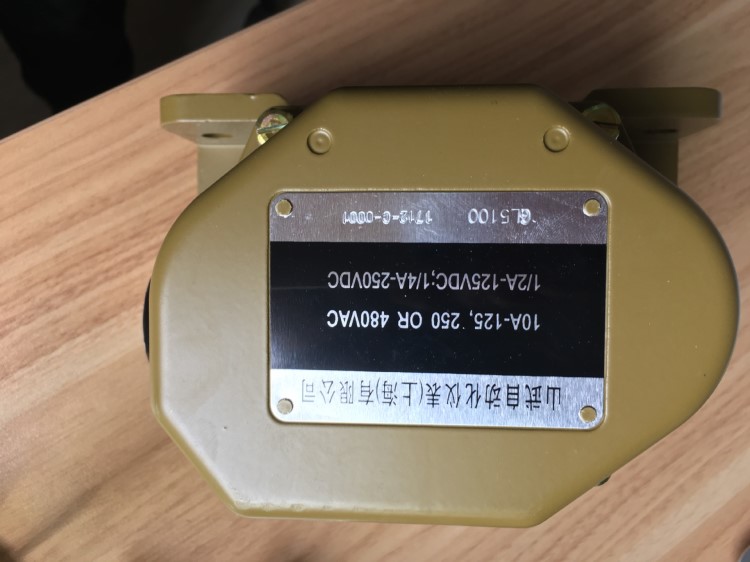 山武自动化仪表(上海)有限公司
10A-125, 250 OR 480VAC
1/2A-125VDC;1/4A-250VDC